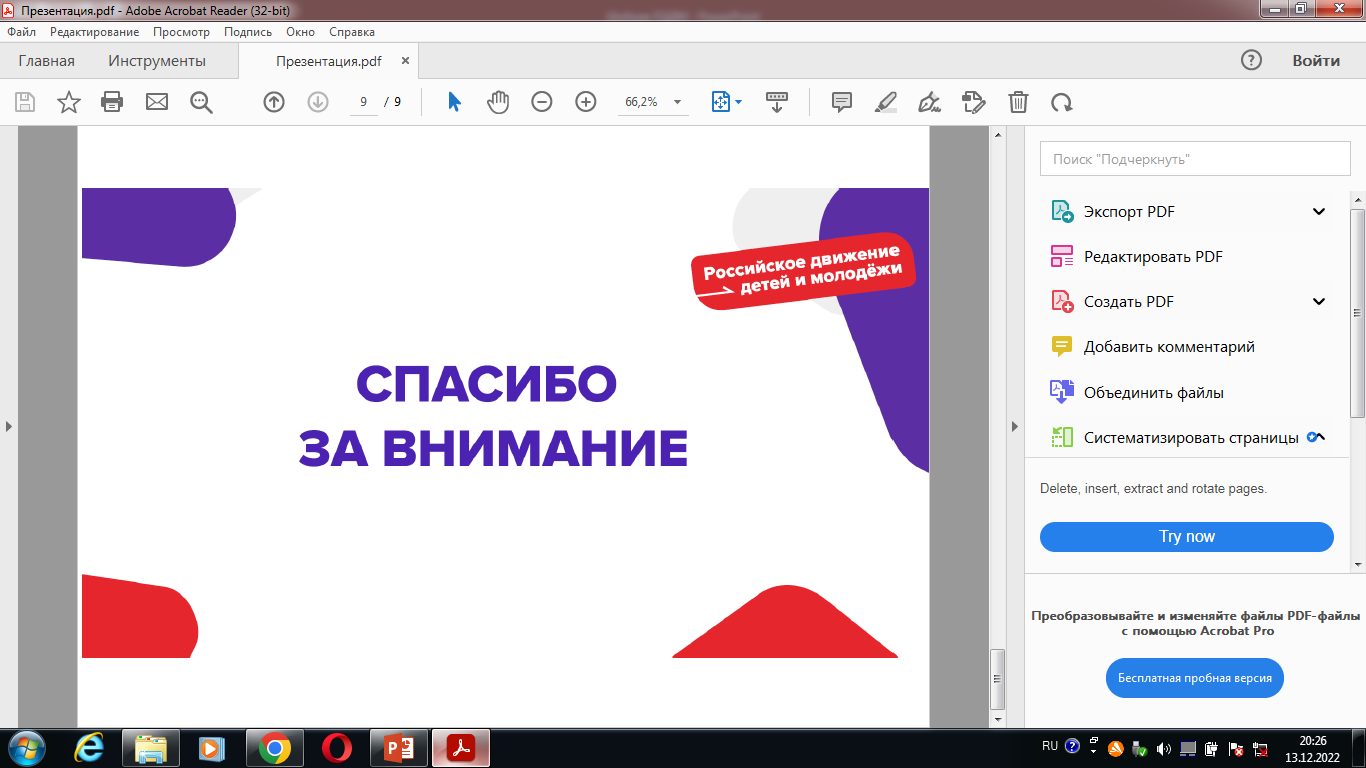 Презентация.pdf - Adobe Acrobat Reader (32-bit)
Файл Редактирование Просмотр Подпись Окно Справка
Главная Инструменты Презентация.pdf × ? Войти
9 / 9 66,2%
Поиск "Подчеркнуть"
Экспорт PDF
Редактировать PDF
Создать PDF
Добавить комментарий
Объединить файлы
Систематизировать страницы
Delete, insert, extract and rotate pages.
Try now
Преобразовывайте и изменяйте файлы PDF-файлы
с помощью Acrobat Pro
Бесплатная пробная версия
Российское движение
детей и молодёжи
СПАСИБО
ЗА ВНИМАНИЕ
RU
20:26
13.12.2022